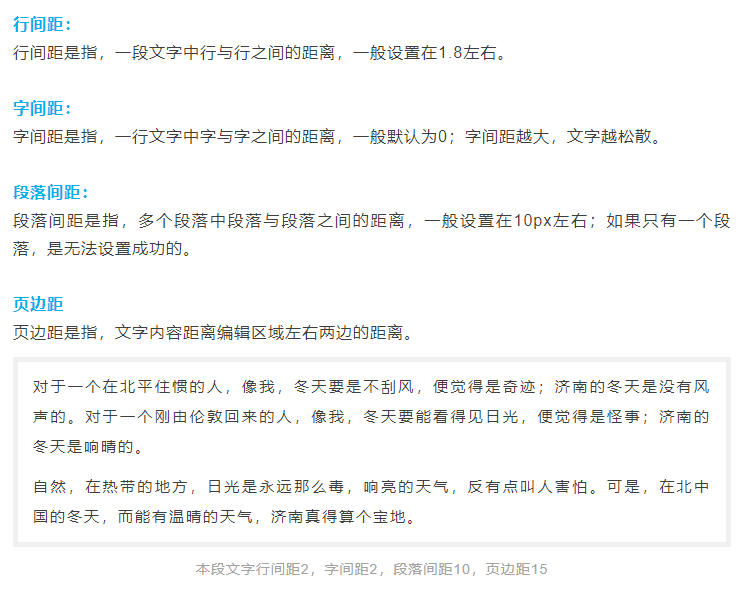 行间距：
行间距是指，一段文字中行与行之间的距离，一般设置在1.8左右。
字间距：
字间距是指，一行文字中字与字之间的距离，一般默认为0；字间距越大，文字越松散。
段落间距：
段落间距是指，多个段落中段落与段落之间的距离，一般设置在10px左右；如果只有一个段
落，是无法设置成功的。
页边距
页边距是指，文字内容距离编辑区域左右两边的距离。
对于一个在北平住惯的人，像我，冬天要是不刮风，便觉得是奇迹；济南的冬天是没有风
声的。对于一个刚由伦敦回来的人，像我，冬天要能看得见日光，便觉得是怪事；济南的
冬天是响晴的。
自然，在热带的地方，日光是永远那么毒，响亮的天气，反有点叫人害怕。可是，在北中
国的冬天，而能有温晴的天气，济南真得算个宝地。
本段文字行间距2，字间距2，段落间距10，页边距15